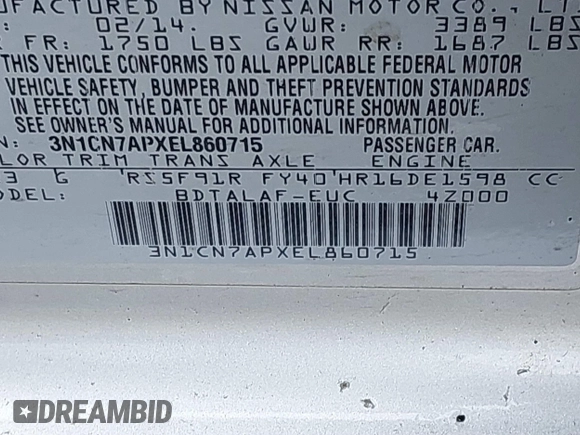 NUFACTURED BY NISSAN MOTOR CO., LT
02/14. GVWR: 3389 LBS
FR: 1750 LBS GAWR RR: 1687 LBS
THIS VEHICLE CONFORMS TO ALL APPLICABLE FEDERAL MOTOR
VEHICLE SAFETY, BUMPER AND THEFT PREVENTION STANDARDS
IN EFFECT ON THE DATE OF MANUFACTURE SHOWN ABOVE.
SEE OWNER'S MANUAL FOR ADDITIONAL INFORMATION
N: 3N1CN7APXEL860715 PASSENGER CAR.
LOR TRIM TRANS AXLE ENGINE
3 G 'RS5F91R FY40'HR16DE1598 CC
DEL: BDTALAF-EUC 4Z000
3N1CN7APXEL860715
DREAMBID